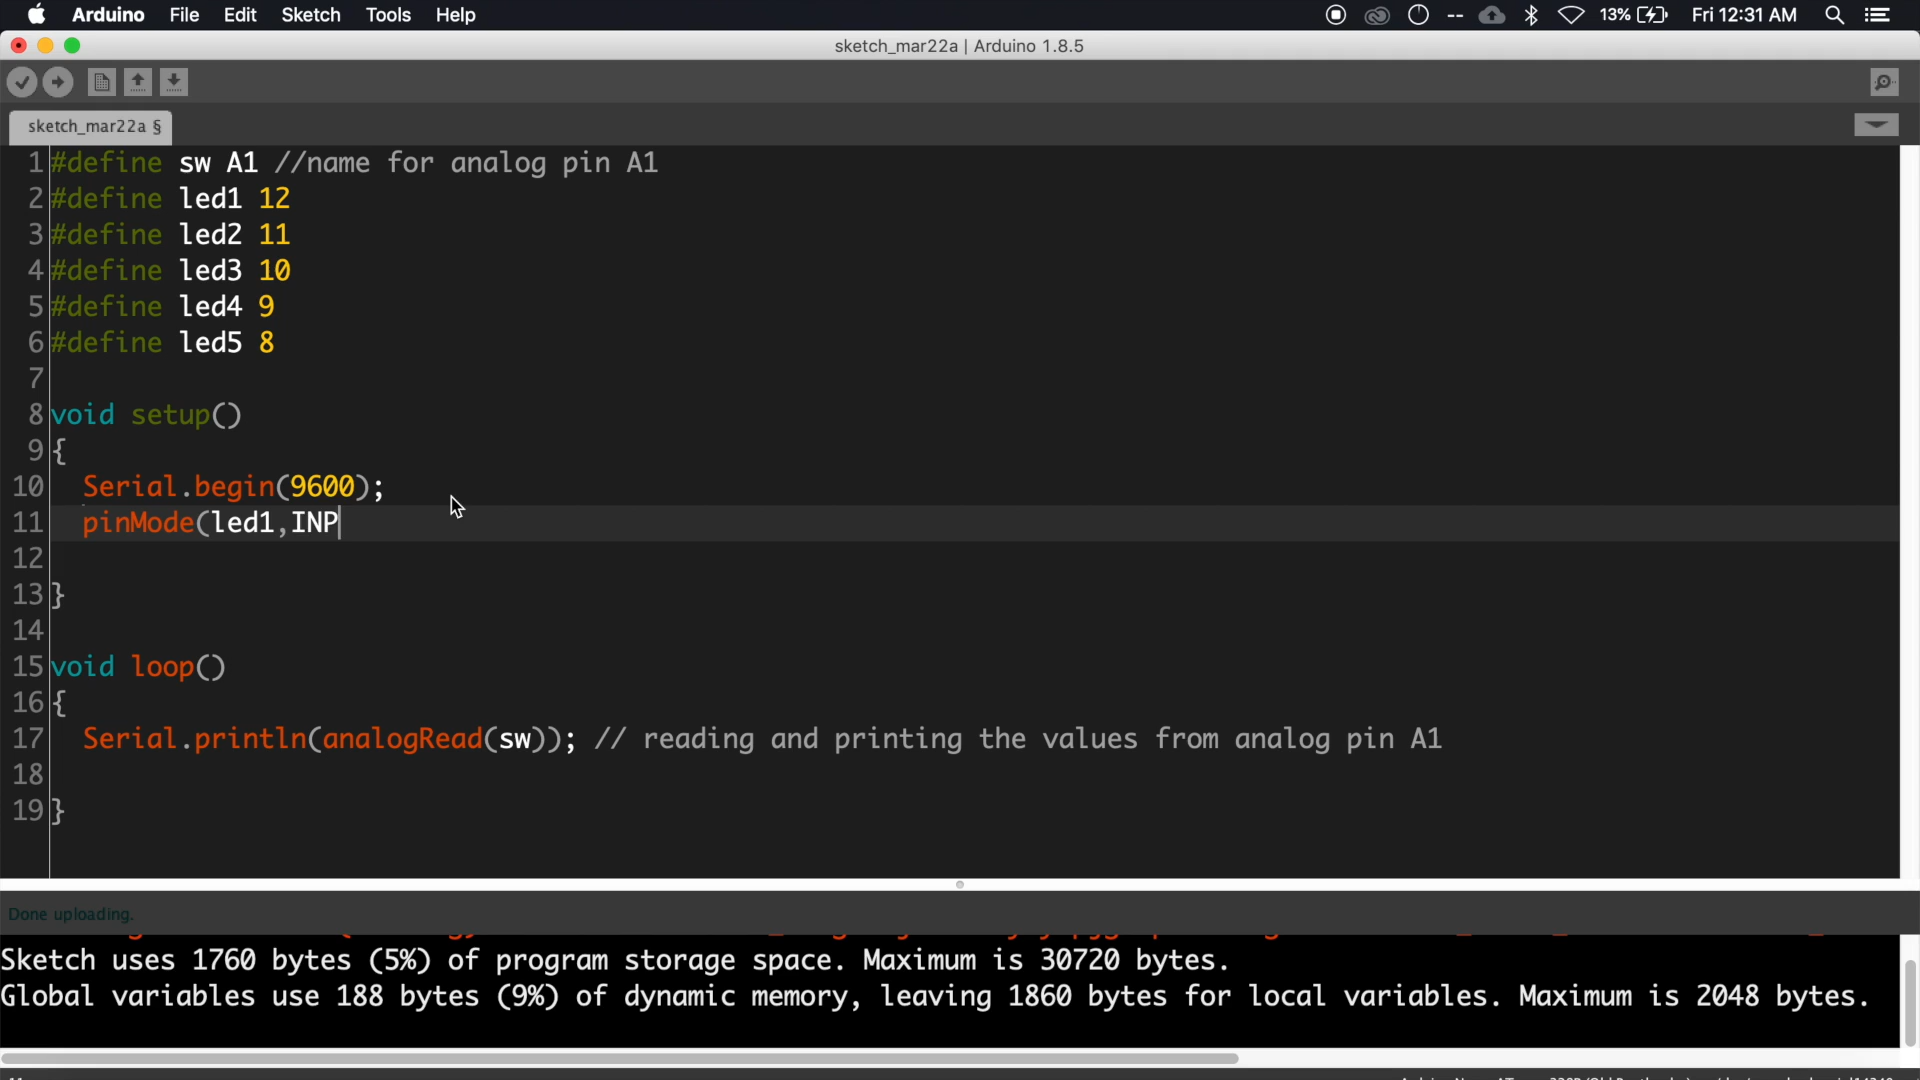 Arduino File Edit Sketch Tools Help -- 13% Fri 12:31 AM
sketch_mar22a | Arduino 1.8.5
sketch_mar22a §
1 #define sw A1 //name for analog pin A1
2 #define led1 12
3 #define led2 11
4 #define led3 10
5 #define led4 9
6 #define led5 8
7
8 void setup()
9 {
10 Serial.begin(9600);
11 pinMode(led1,INP
12
13 }
14
15 void loop()
16 {
17 Serial.println(analogRead(sw)); // reading and printing the values from analog pin A1
18
19 }
Done uploading.
Sketch uses 1760 bytes (5%) of program storage space. Maximum is 30720 bytes.
Global variables use 188 bytes (9%) of dynamic memory, leaving 1860 bytes for local variables. Maximum is 2048 bytes.